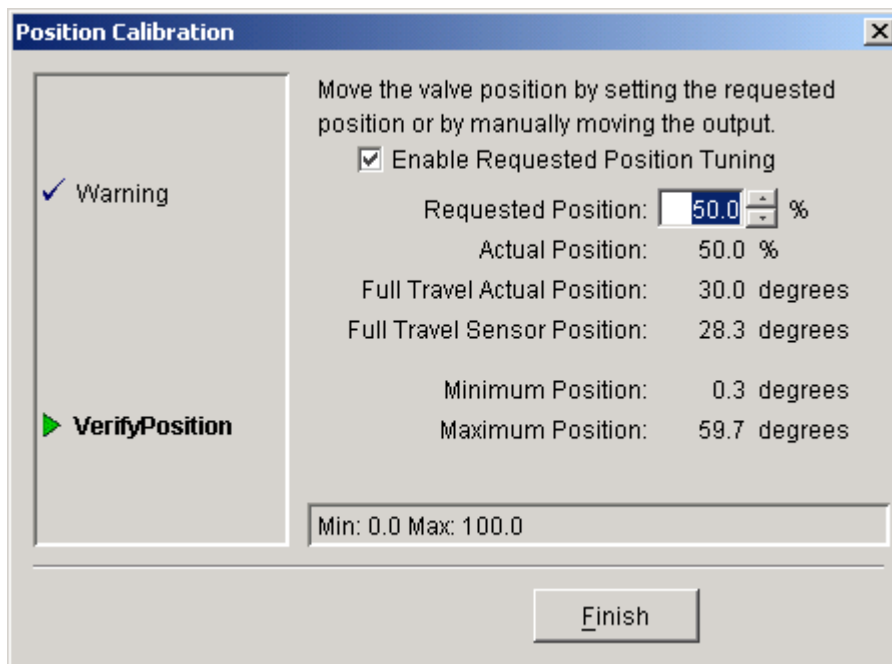 Position Calibration
Warning
VerifyPosition
Move the valve position by setting the requested
position or by manually moving the output.
Enable Requested Position Tuning
Requested Position: 50.0 %
Actual Position: 50.0 %
Full Travel Actual Position: 30.0 degrees
Full Travel Sensor Position: 28.3 degrees
Minimum Position: 0.3 degrees
Maximum Position: 59.7 degrees
Min: 0.0 Max: 100.0
Finish